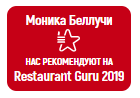 Моника Беллучи
НАС РЕКОМЕНДУЮТ НА
Restaurant Guru 2019